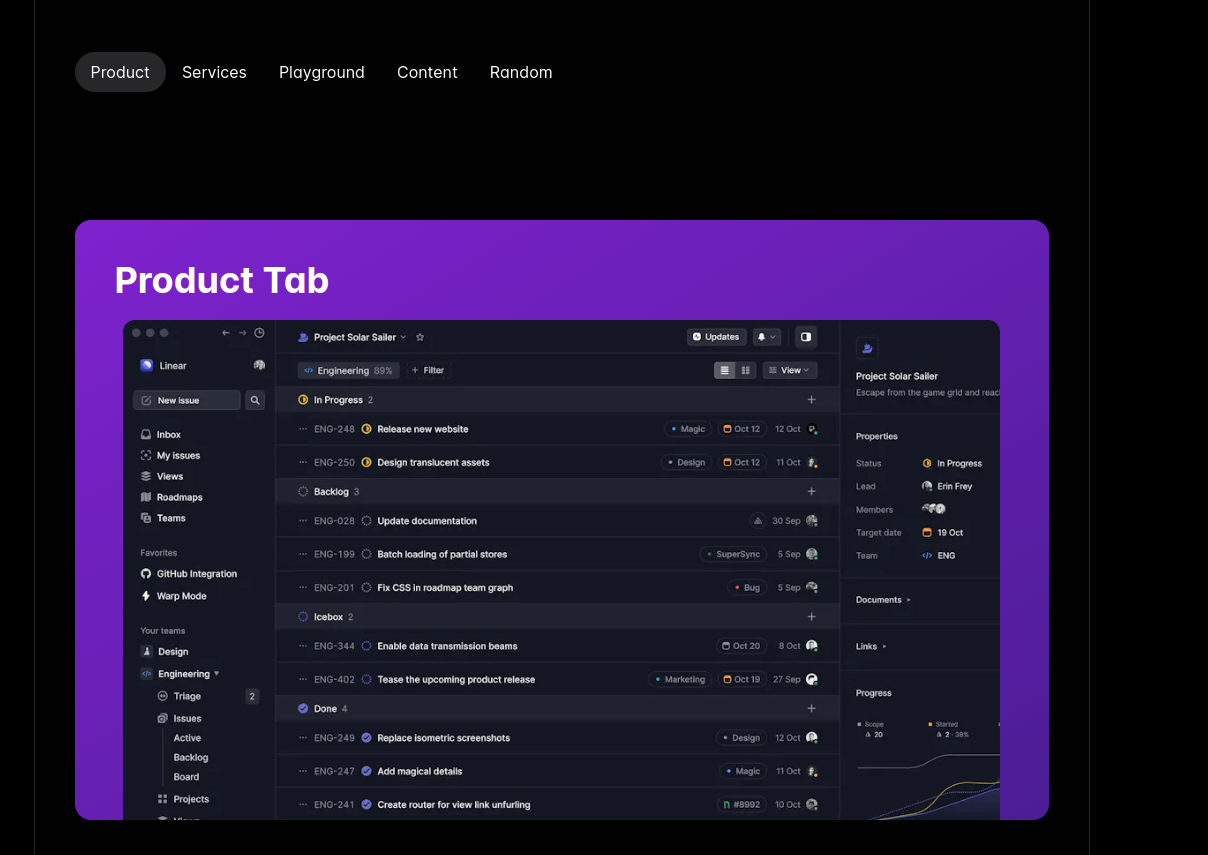 Product Services Playground Content Random
Product Tab
Linear
New issue
Inbox
My issues
Views
Roadmaps
Teams
Favorites
GitHub Integration
Warp Mode
Your teams
Design
Engineering
Triage 2
Issues
Active
Backlog
Board
Projects
Views
Project Solar Sailer
Updates
Engineering 89%
Filter
View
In Progress 2
ENG-248 Release new website Magic Oct 12 12 Oct
ENG-250 Design translucent assets Design Oct 12 11 Oct
Backlog 3
ENG-028 Update documentation 30 Sep
ENG-199 Batch loading of partial stores SuperSync 5 Sep
ENG-201 Fix CSS in roadmap team graph Bug 5 Sep
Icebox 2
ENG-344 Enable data transmission beams Oct 20 8 Oct
ENG-402 Tease the upcoming product release Marketing Oct 19 27 Sep
Done 4
ENG-249 Replace isometric screenshots Design 12 Oct
ENG-247 Add magical details Magic 11 Oct
ENG-241 Create router for view link unfurling #8992 10 Oct
Project Solar Sailer
Escape from the game grid and reac
Properties
Status In Progress
Lead Erin Frey
Members
Target date 19 Oct
Team ENG
Documents
Links
Progress
Scope Started
20 2 · 38%